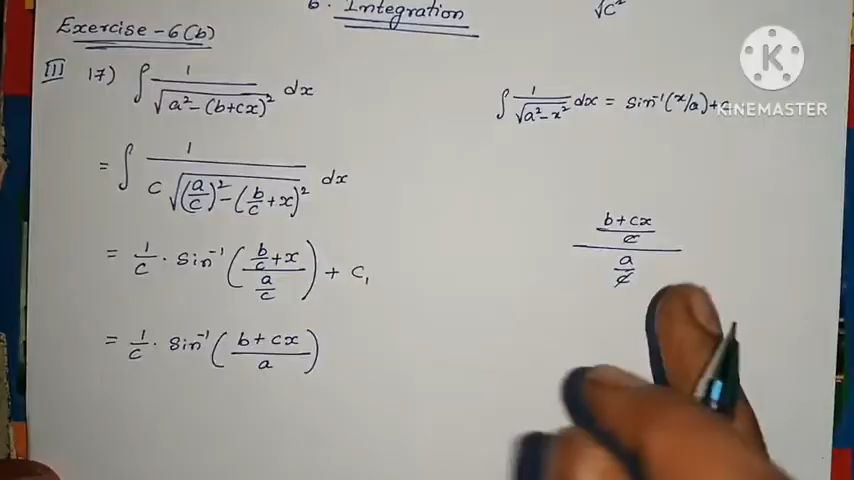 6. Integration
√c²
Exercise - 6(b)
III 17) ∫ 1/√(a² - (b+cx)²) dx
∫ 1/√(a² - x²) dx = sin⁻¹(x/a) + c
= ∫ 1/(c √((a/c)² - (b/c + x)²)) dx
= 1/c . sin⁻¹((b/c + x)/(a/c)) + c₁
((b+cx)/c)/(a/c)
= 1/c . sin⁻¹((b+cx)/a)
K
KINEMASTER